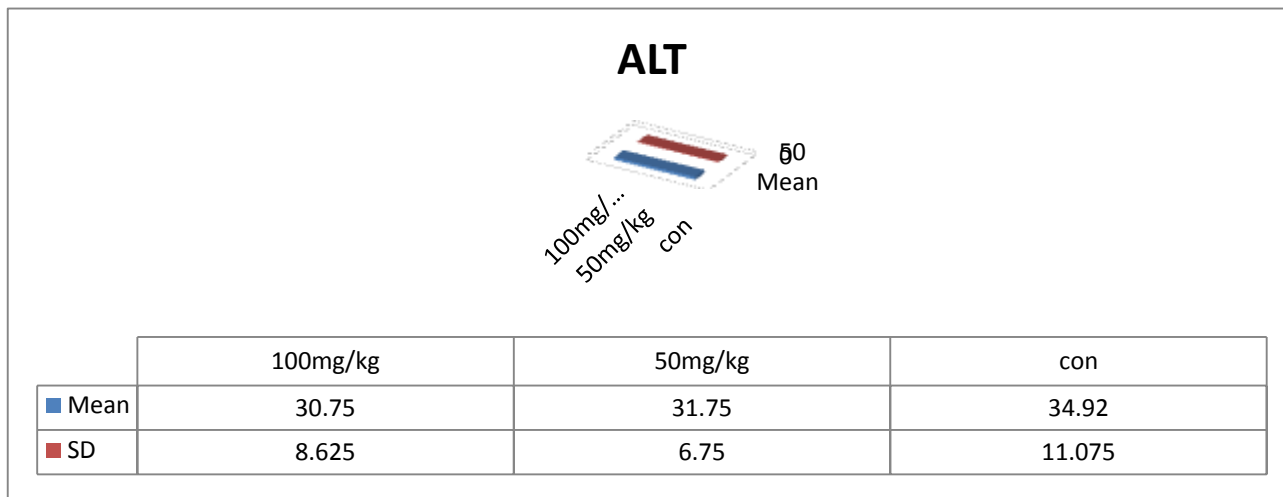 ALT
50
0
Mean
100mg/...
50mg/kg
con
100mg/kg 50mg/kg con
Mean 30.75 31.75 34.92
SD 8.625 6.75 11.075